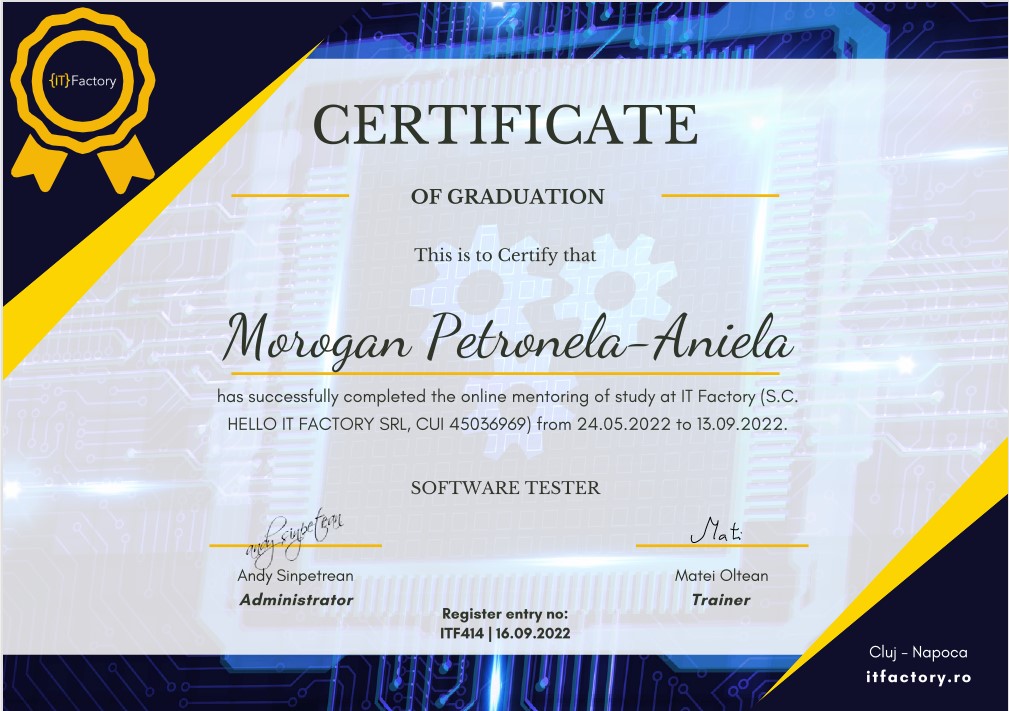 {IT}Factory
CERTIFICATE
OF GRADUATION
This is to Certify that
Morogan Petronela-Aniela
has successfully completed the online mentoring of study at IT Factory (S.C.
HELLO IT FACTORY SRL, CUI 45036969) from 24.05.2022 to 13.09.2022.
SOFTWARE TESTER
andy sinpetrean
Mati
Andy Sinpetrean
Matei Oltean
Administrator
Trainer
Register entry no:
ITF414 | 16.09.2022
Cluj - Napoca
itfactory.ro